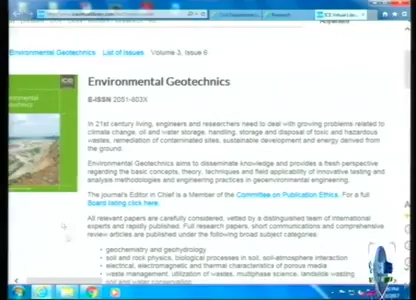 Environmental Geotechnics List of Issues Volume 3, Issue 6
Environmental Geotechnics
E-ISSN 2051-803X
ice
In 21st century living, engineers and researchers need to deal with growing problems related to
climate change, oil and water storage, handling, storage and disposal of toxic and hazardous
wastes, remediation of contaminated sites, sustainable development and energy derived from
the ground.
Environmental Geotechnics aims to disseminate knowledge and provides a fresh perspective
regarding the basic concepts, theory, techniques and field applicability of innovative testing and
analysis methodologies and engineering practices in geoenvironmental engineering.
The journal's Editor in Chief is a Member of the Committee on Publication Ethics. For a full
Board listing click here.
All relevant papers are carefully considered, vetted by a distinguished team of international
experts and rapidly published. Full research papers, short communications and comprehensive
review articles are published under the following broad subject categories:
geochemistry and geohydrology
soil and rock physics, biological processes in soil, soil-atmosphere interaction
electrical, electromagnetic and thermal characteristics of porous media
waste management, utilization of wastes, multiphase science, landslide wasting
soil and water conservation